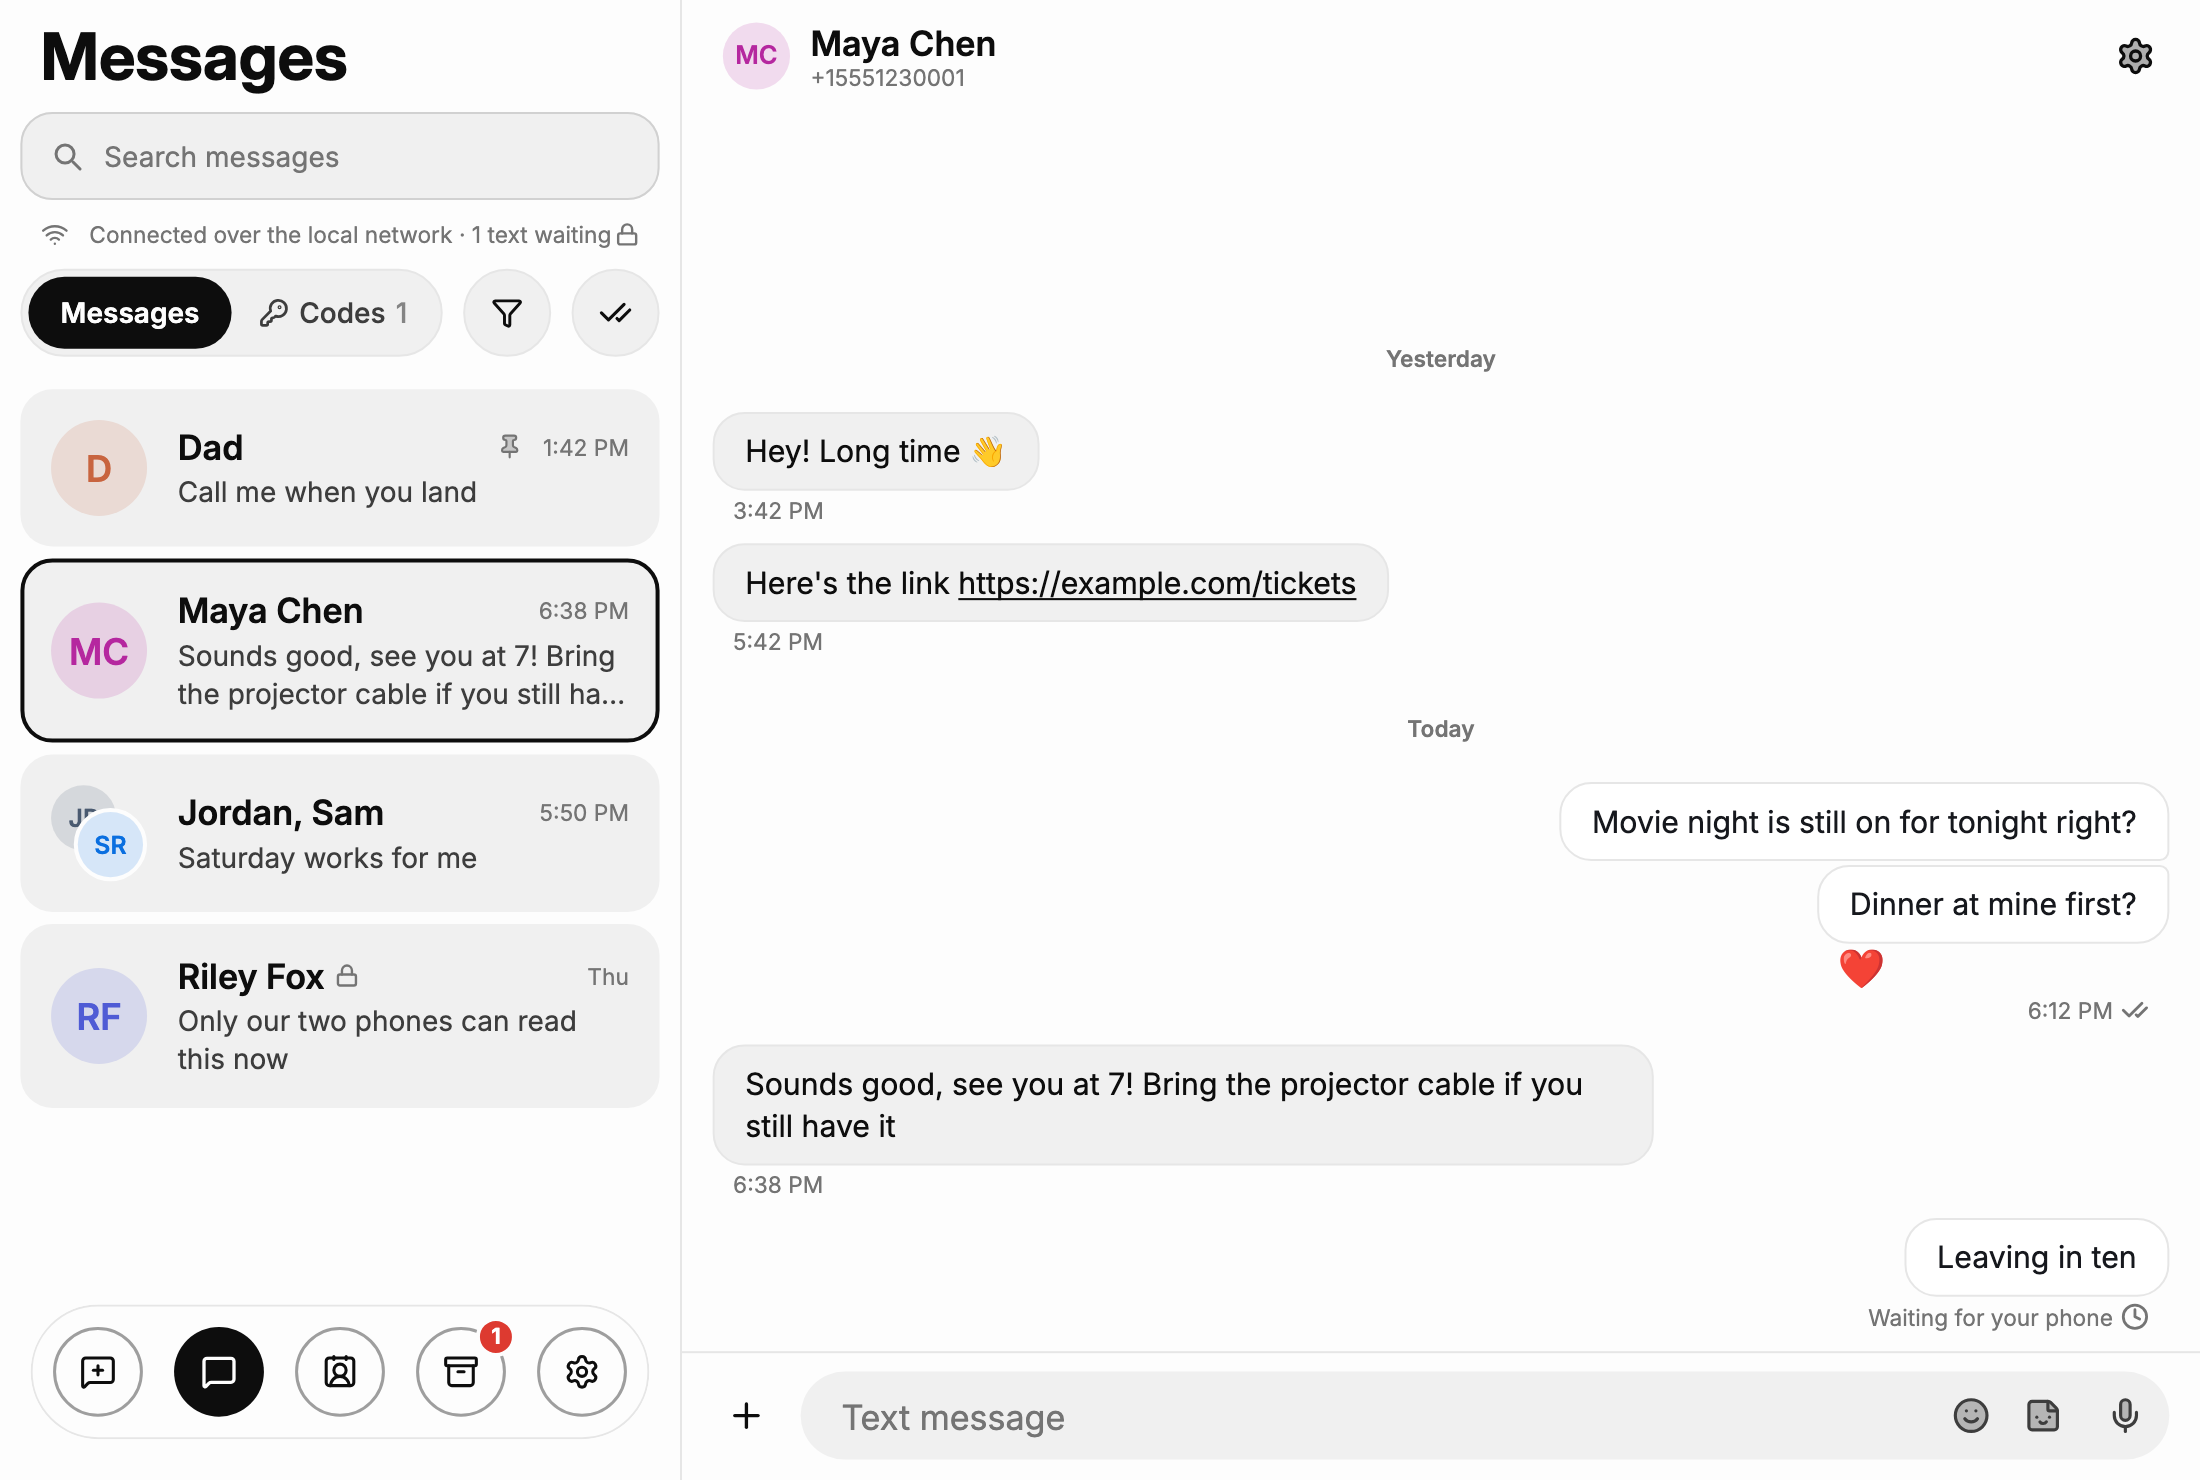 Messages
Search messages
Connected over the local network · 1 text waiting
Messages
Codes 1
D
Dad
1:42 PM
Call me when you land
MC
Maya Chen
6:38 PM
Sounds good, see you at 7! Bring
the projector cable if you still ha...
SR
Jordan, Sam
5:50 PM
Saturday works for me
RF
Riley Fox
Thu
Only our two phones can read
this now
1
MC
Maya Chen
+15551230001
Yesterday
Hey! Long time 👋
3:42 PM
Here's the link https://example.com/tickets
5:42 PM
Today
Movie night is still on for tonight right?
Dinner at mine first?
❤️
6:12 PM
Sounds good, see you at 7! Bring the projector cable if you
still have it
6:38 PM
Leaving in ten
Waiting for your phone
Text message